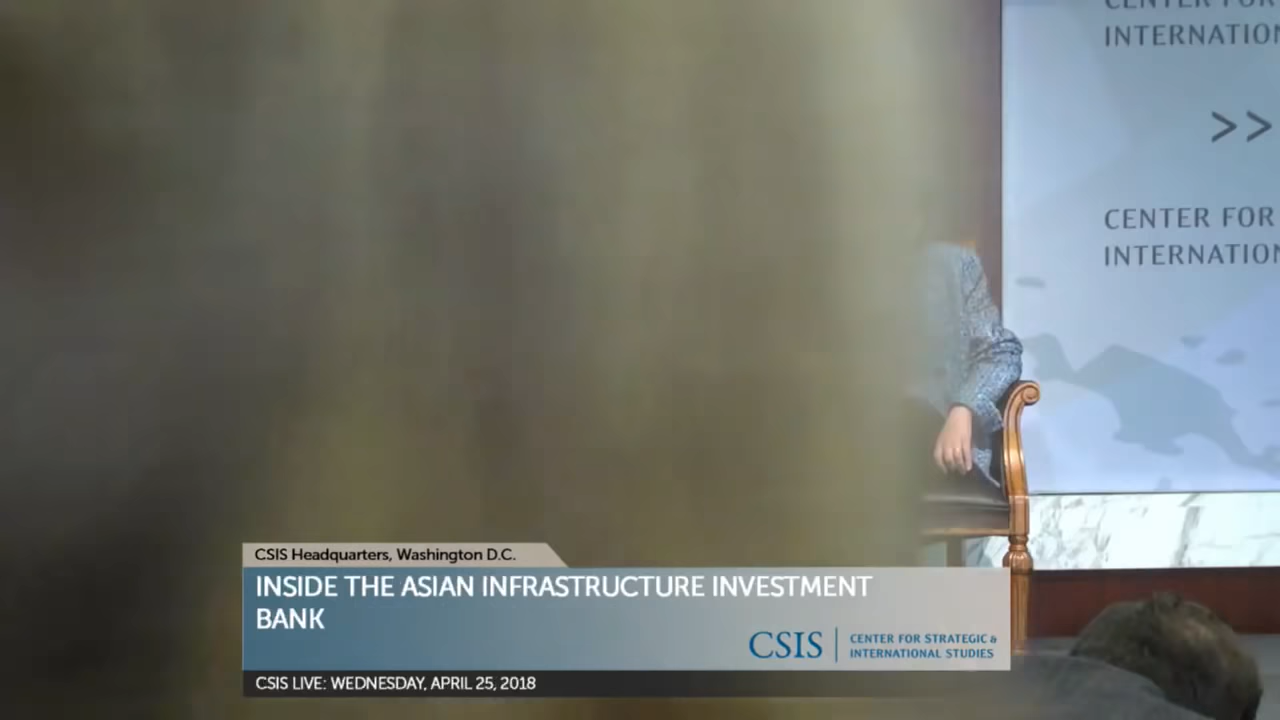 INTERNATION
>>
CENTER FOR
INTERNATION
CSIS Headquarters, Washington D.C.
INSIDE THE ASIAN INFRASTRUCTURE INVESTMENT
BANK
CSIS
CENTER FOR STRATEGIC &
INTERNATIONAL STUDIES
CSIS LIVE: WEDNESDAY, APRIL 25, 2018